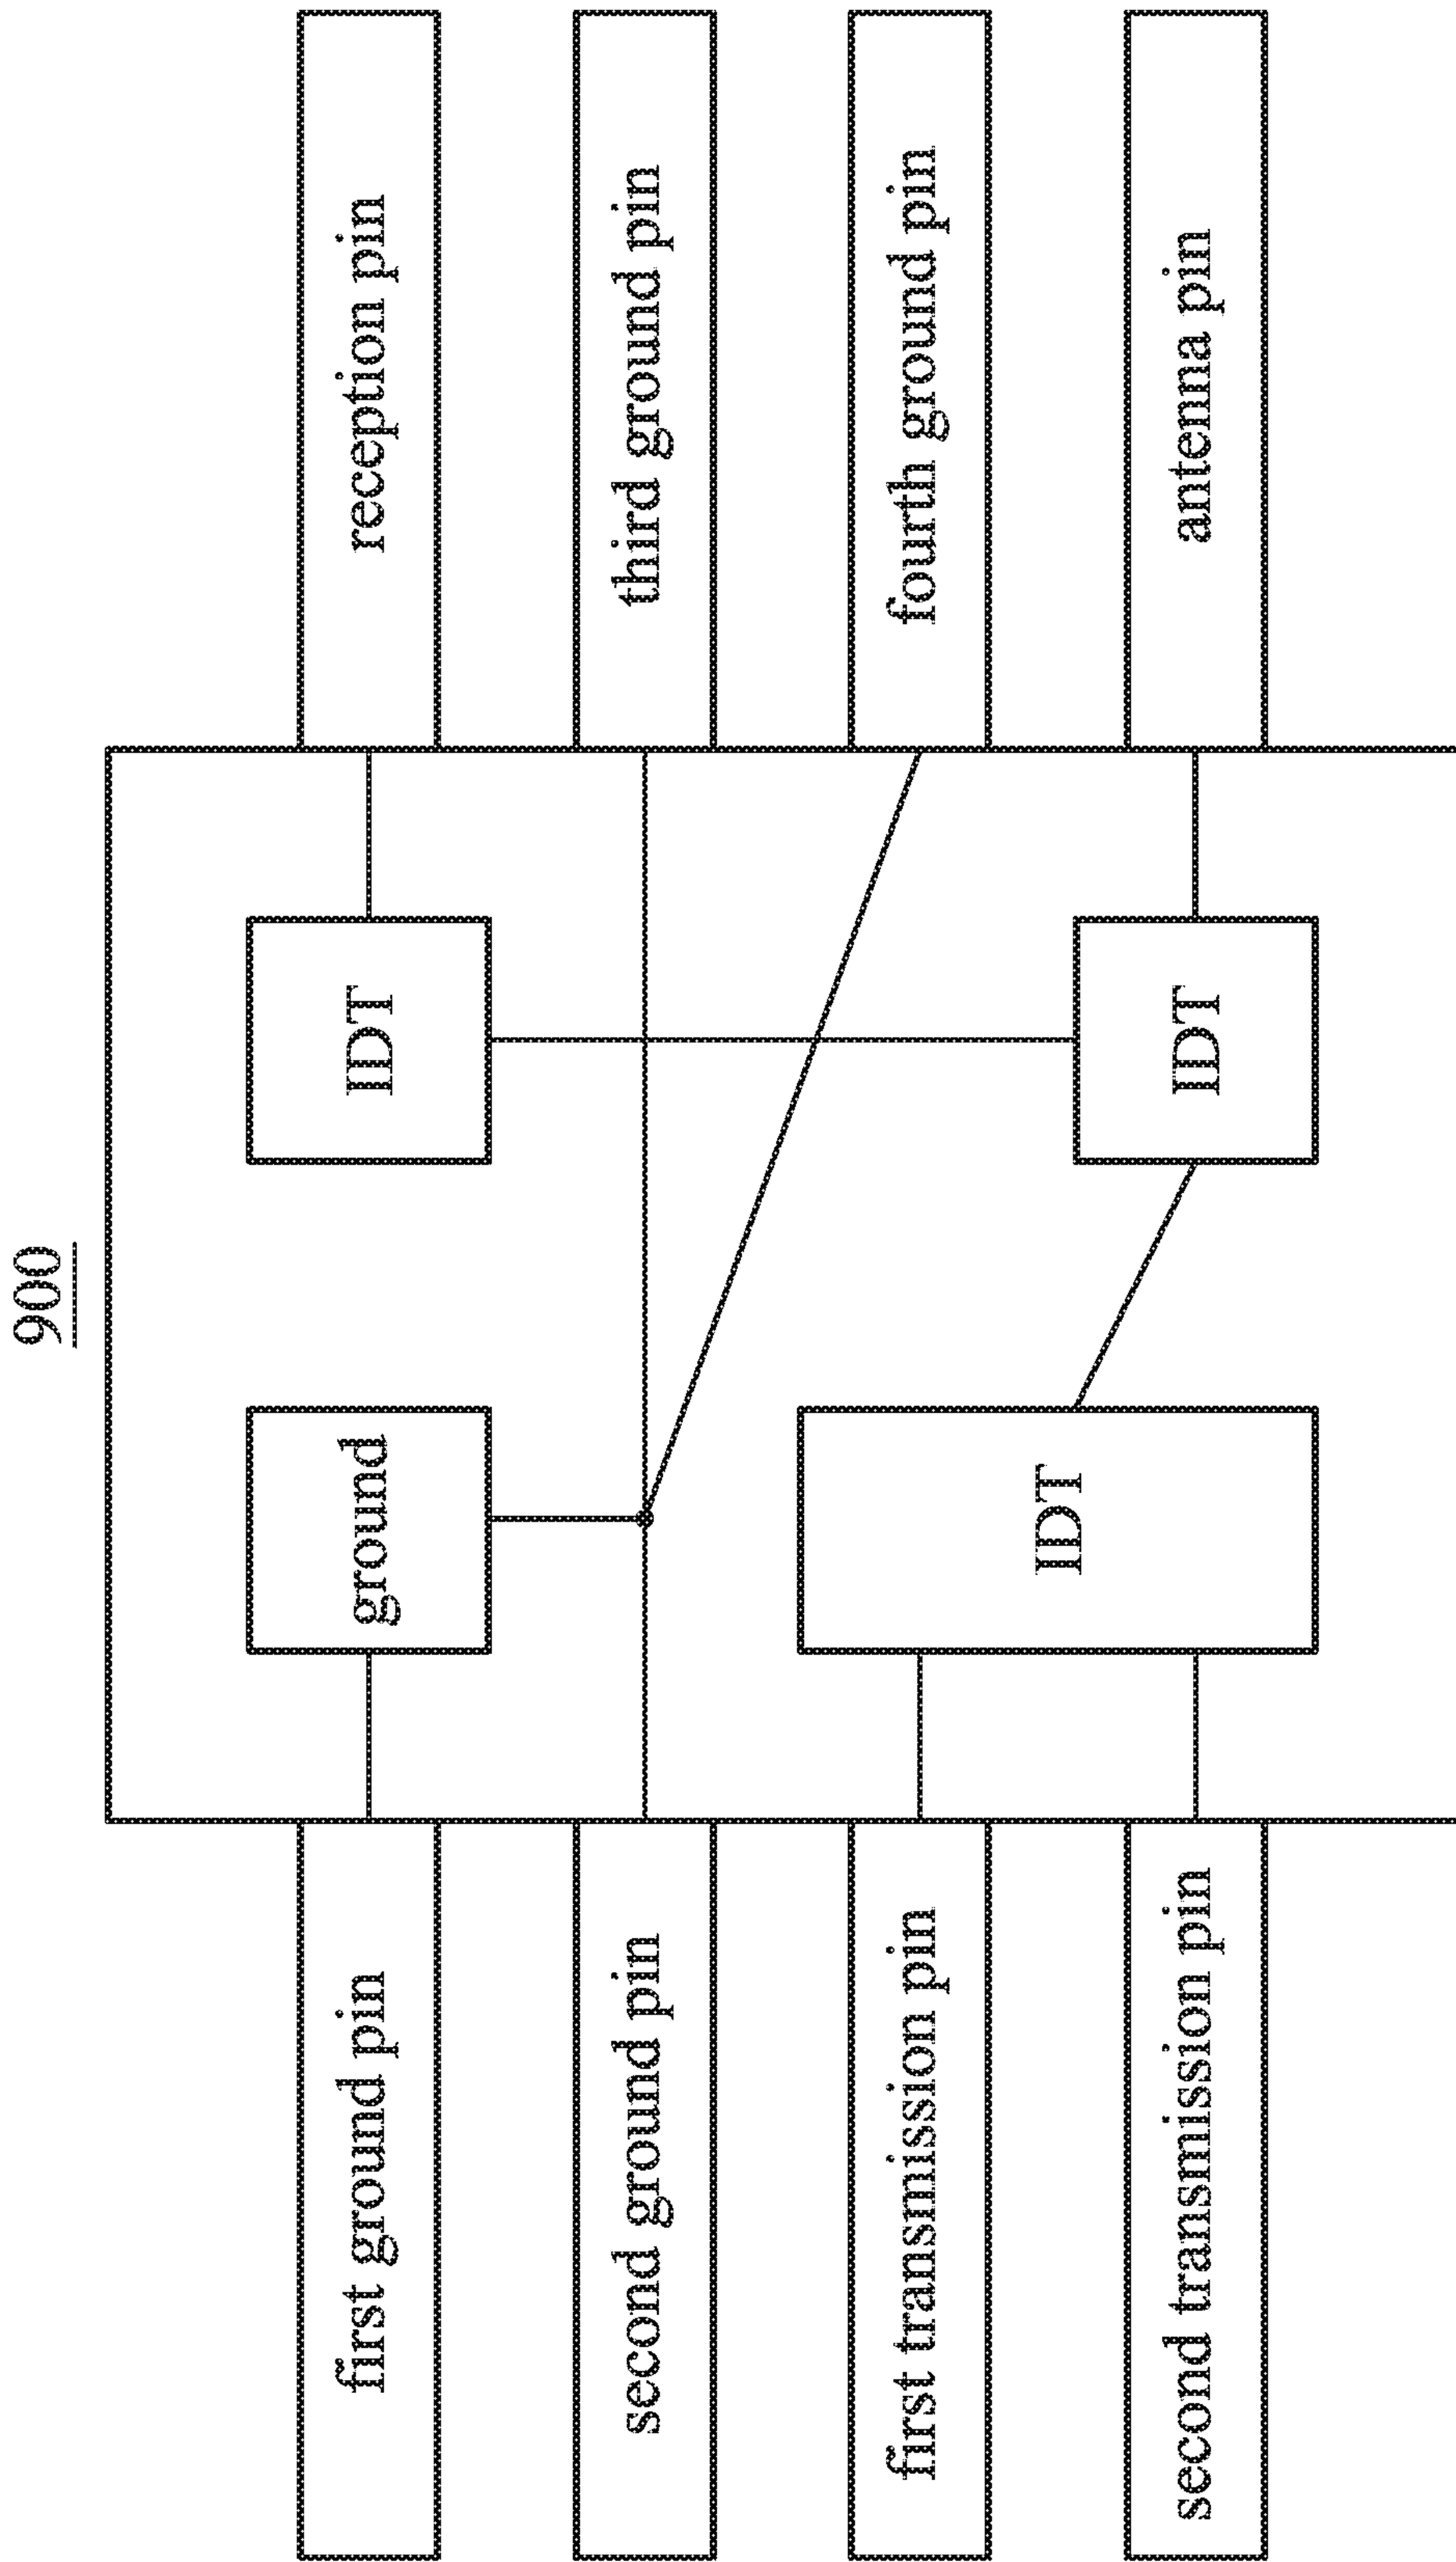 900
first ground pin
second ground pin
first transmission pin
second transmission pin
ground
IDT
IDT
IDT
reception pin
third ground pin
fourth ground pin
antenna pin